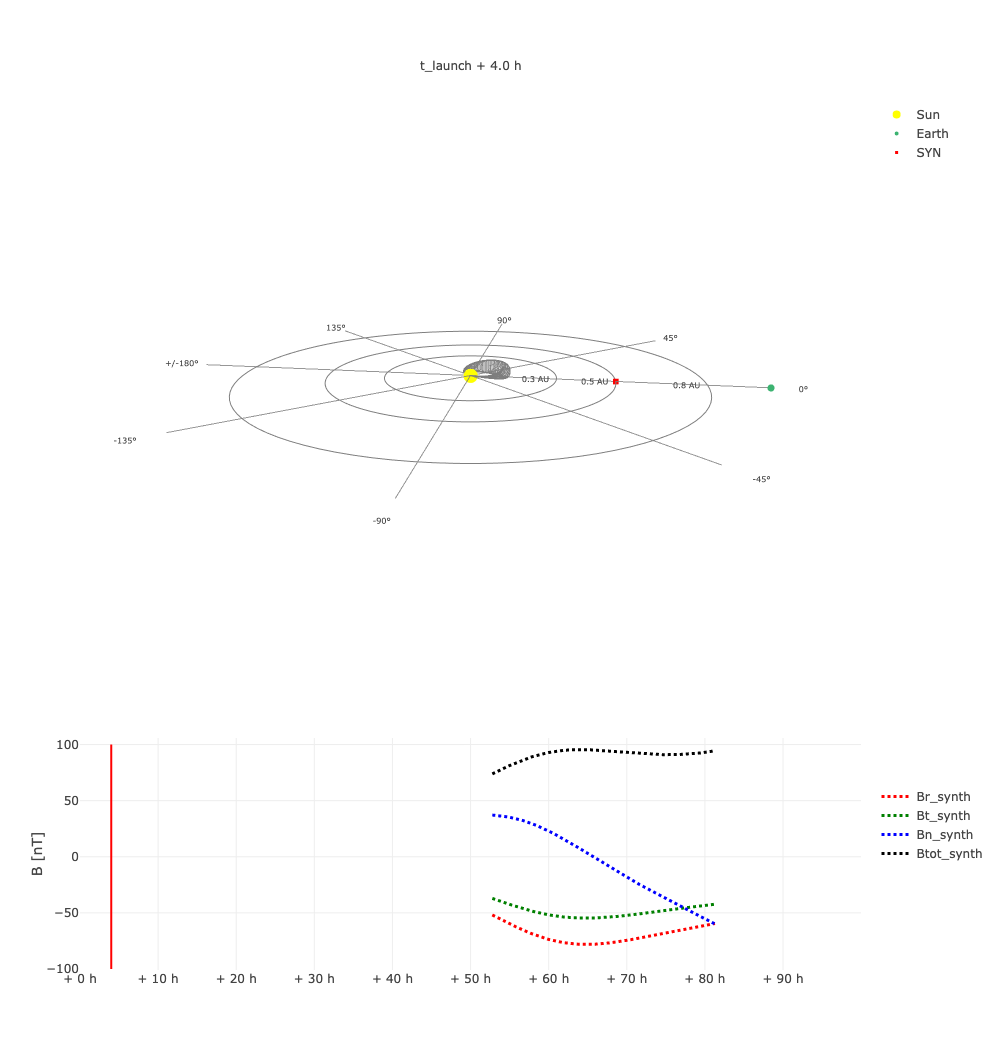 t_launch + 4.0 h
Sun
Earth
SYN
90°
135°
45°
+/-180°
0.3 AU
0.5 AU
0.8 AU
0°
-135°
-45°
-90°
B [nT]
100
50
0
−50
−100
+ 0 h
+ 10 h
+ 20 h
+ 30 h
+ 40 h
+ 50 h
+ 60 h
+ 70 h
+ 80 h
+ 90 h
Br_synth
Bt_synth
Bn_synth
Btot_synth